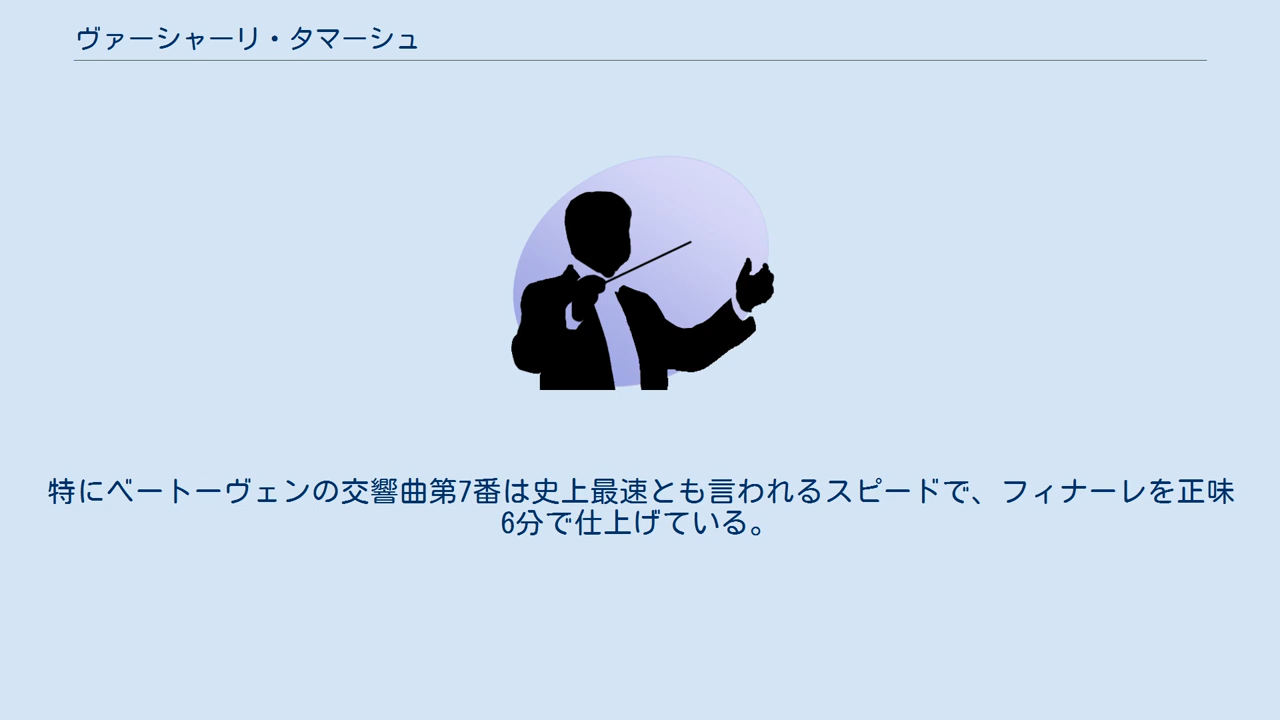 ヴァーシャーリ・タマーシュ
特にベートーヴェンの交響曲第7番は史上最速とも言われるスピードで、フィナーレを正味
6分で仕上げている。